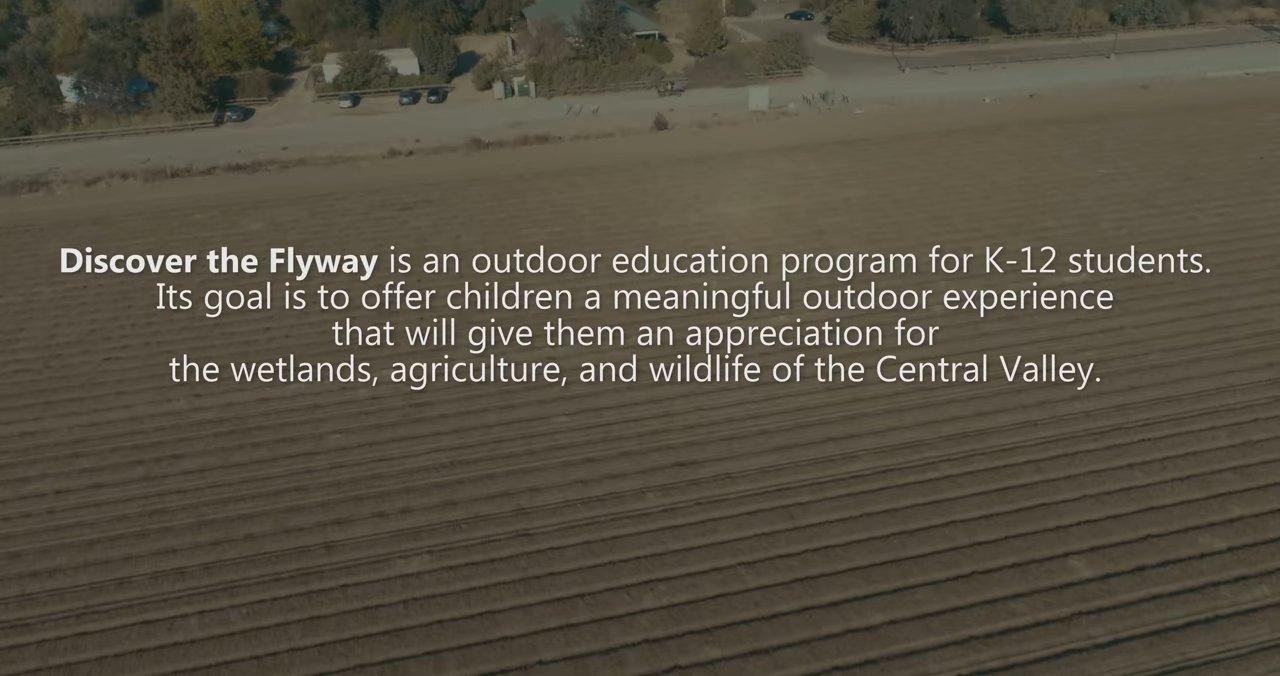 Discover the Flyway is an outdoor education program for K-12 students.
Its goal is to offer children a meaningful outdoor experience
that will give them an appreciation for
the wetlands, agriculture, and wildlife of the Central Valley.